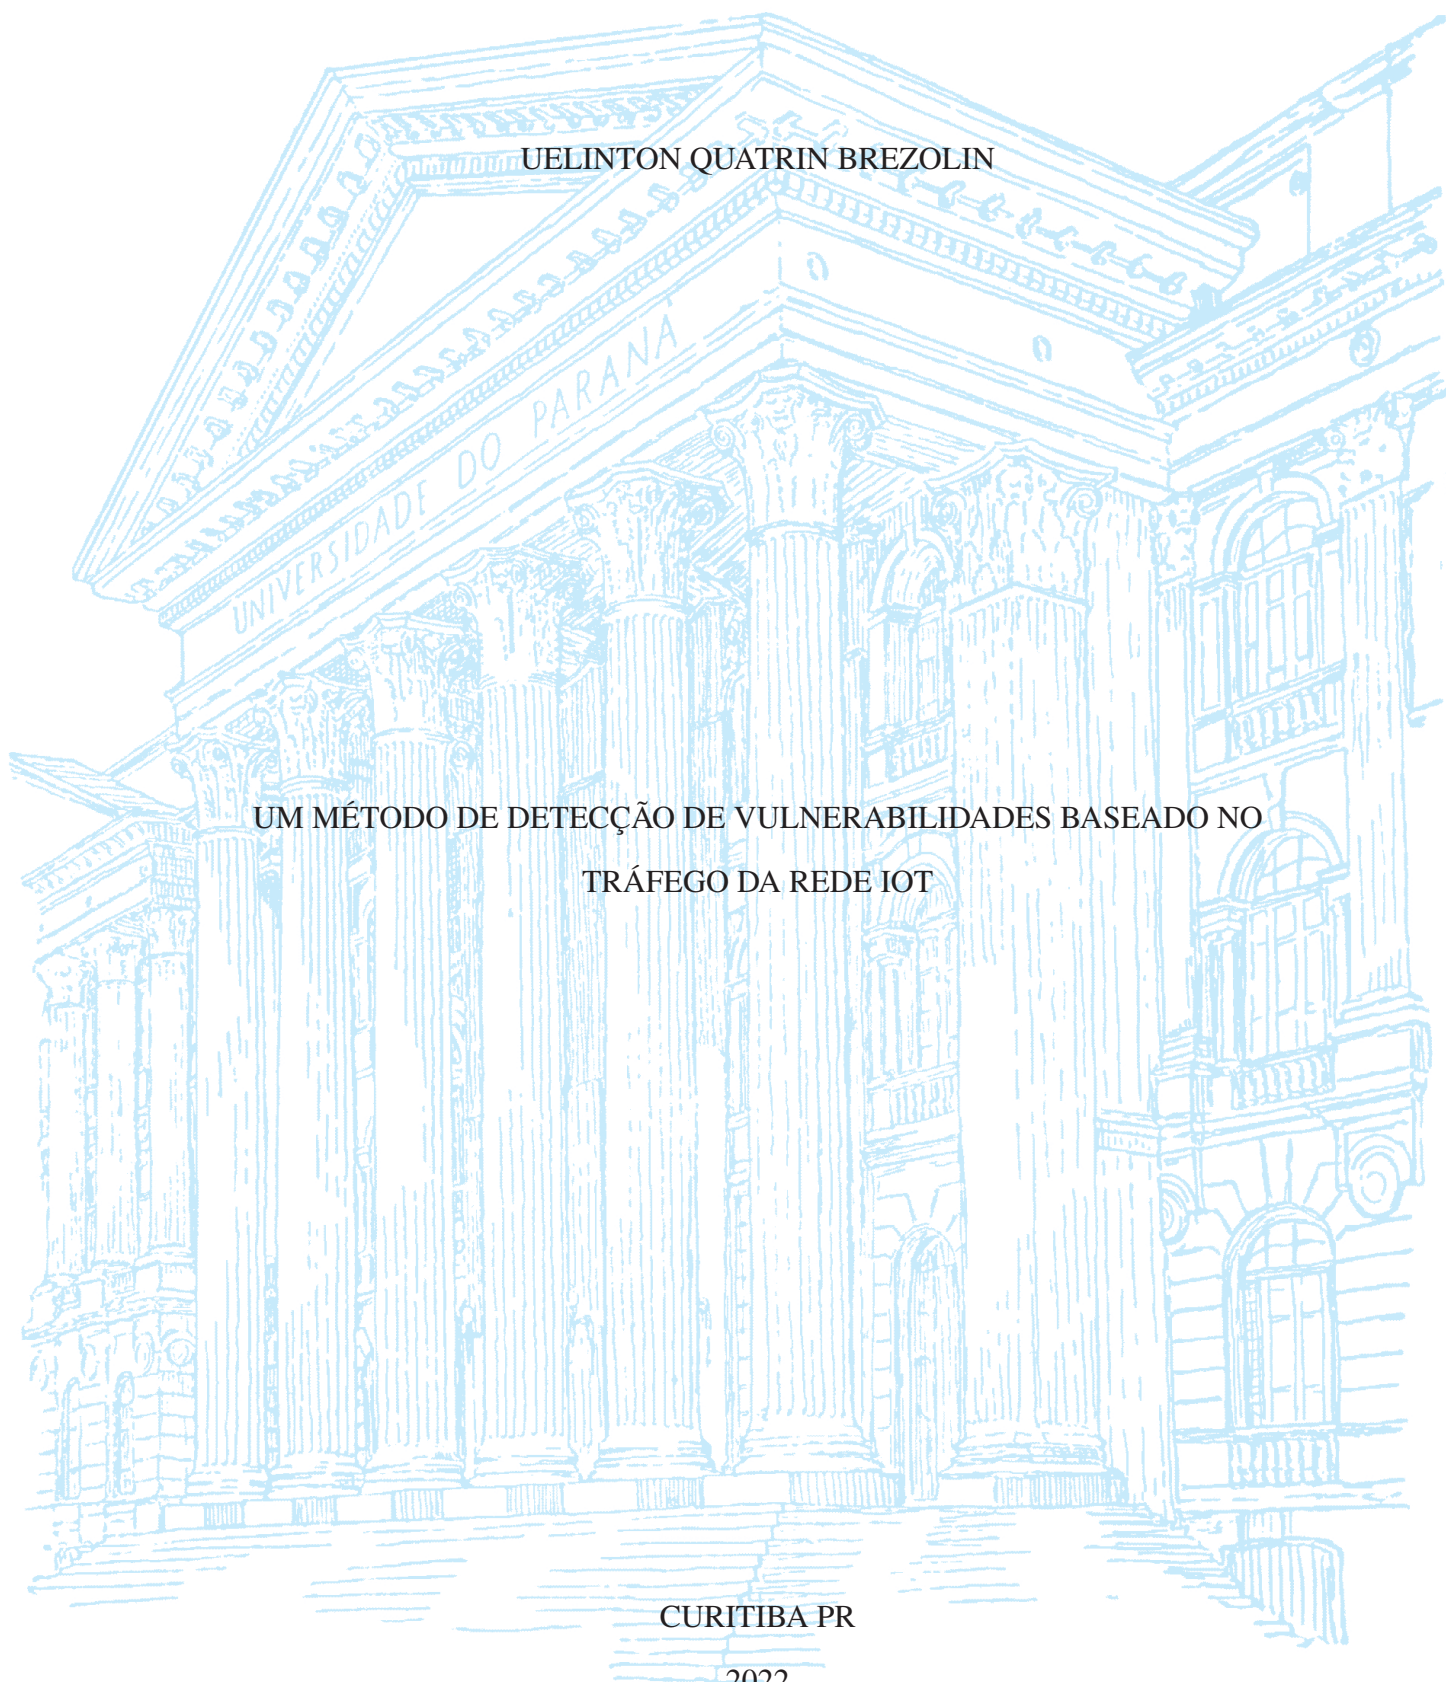 UELINTON QUATRIN BREZOLIN
UNIVERSIDADE DO PARANÁ
UM MÉTODO DE DETECÇÃO DE VULNERABILIDADES BASEADO NO
TRÁFEGO DA REDE IOT
CURITIBA PR
2022